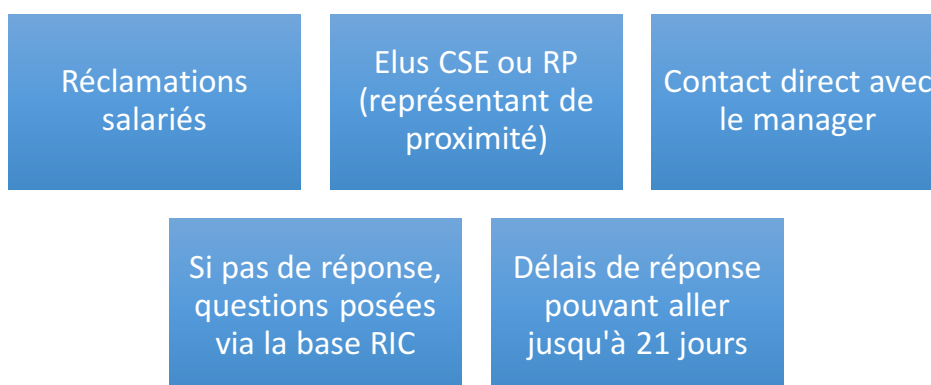 Réclamations
salariés
Elus CSE ou RP
(représentant de
proximité)
Contact direct avec
le manager
Si pas de réponse,
questions posées
via la base RIC
Délais de réponse
pouvant aller
jusqu'à 21 jours